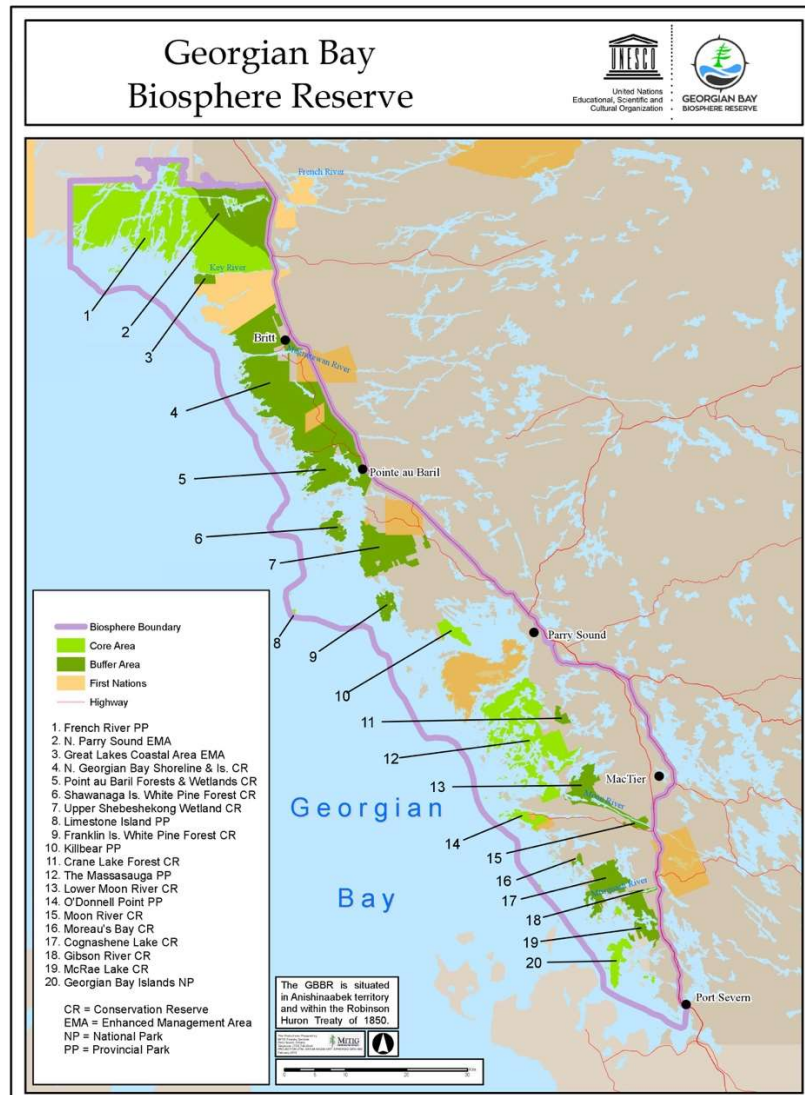 Georgian Bay
Biosphere Reserve
UNESCO
United Nations
Educational, Scientific and
Cultural Organization
GEORGIAN BAY
BIOSPHERE RESERVE
French River
Key River
1
2
3
Britt
Magnetawan River
4
5
Pointe au Baril
6
7
8
9
10
Parry Sound
11
12
13
MacTier
Moon River
14
15
16
17
18
19
20
Port Severn
Georgian
Bay
Biosphere Boundary
Core Area
Buffer Area
First Nations
Highway
1. French River PP
2. N. Parry Sound EMA
3. Great Lakes Coastal Area EMA
4. N. Georgian Bay Shoreline & Is. CR
5. Point au Baril Forests & Wetlands CR
6. Shawanaga Is. White Pine Forest CR
7. Upper Shebeshekong Wetland CR
8. Limestone Island PP
9. Franklin Is. White Pine Forest CR
10. Killbear PP
11. Crane Lake Forest CR
12. The Massasauga PP
13. Lower Moon River CR
14. O'Donnell Point PP
15. Moon River CR
16. Moreau's Bay CR
17. Cognashene Lake CR
18. Gibson River CR
19. McRae Lake CR
20. Georgian Bay Islands NP
CR = Conservation Reserve
EMA = Enhanced Management Area
NP = National Park
PP = Provincial Park
The GBBR is situated
in Anishinaabek territory
and within the Robinson
Huron Treaty of 1850.
MITIG